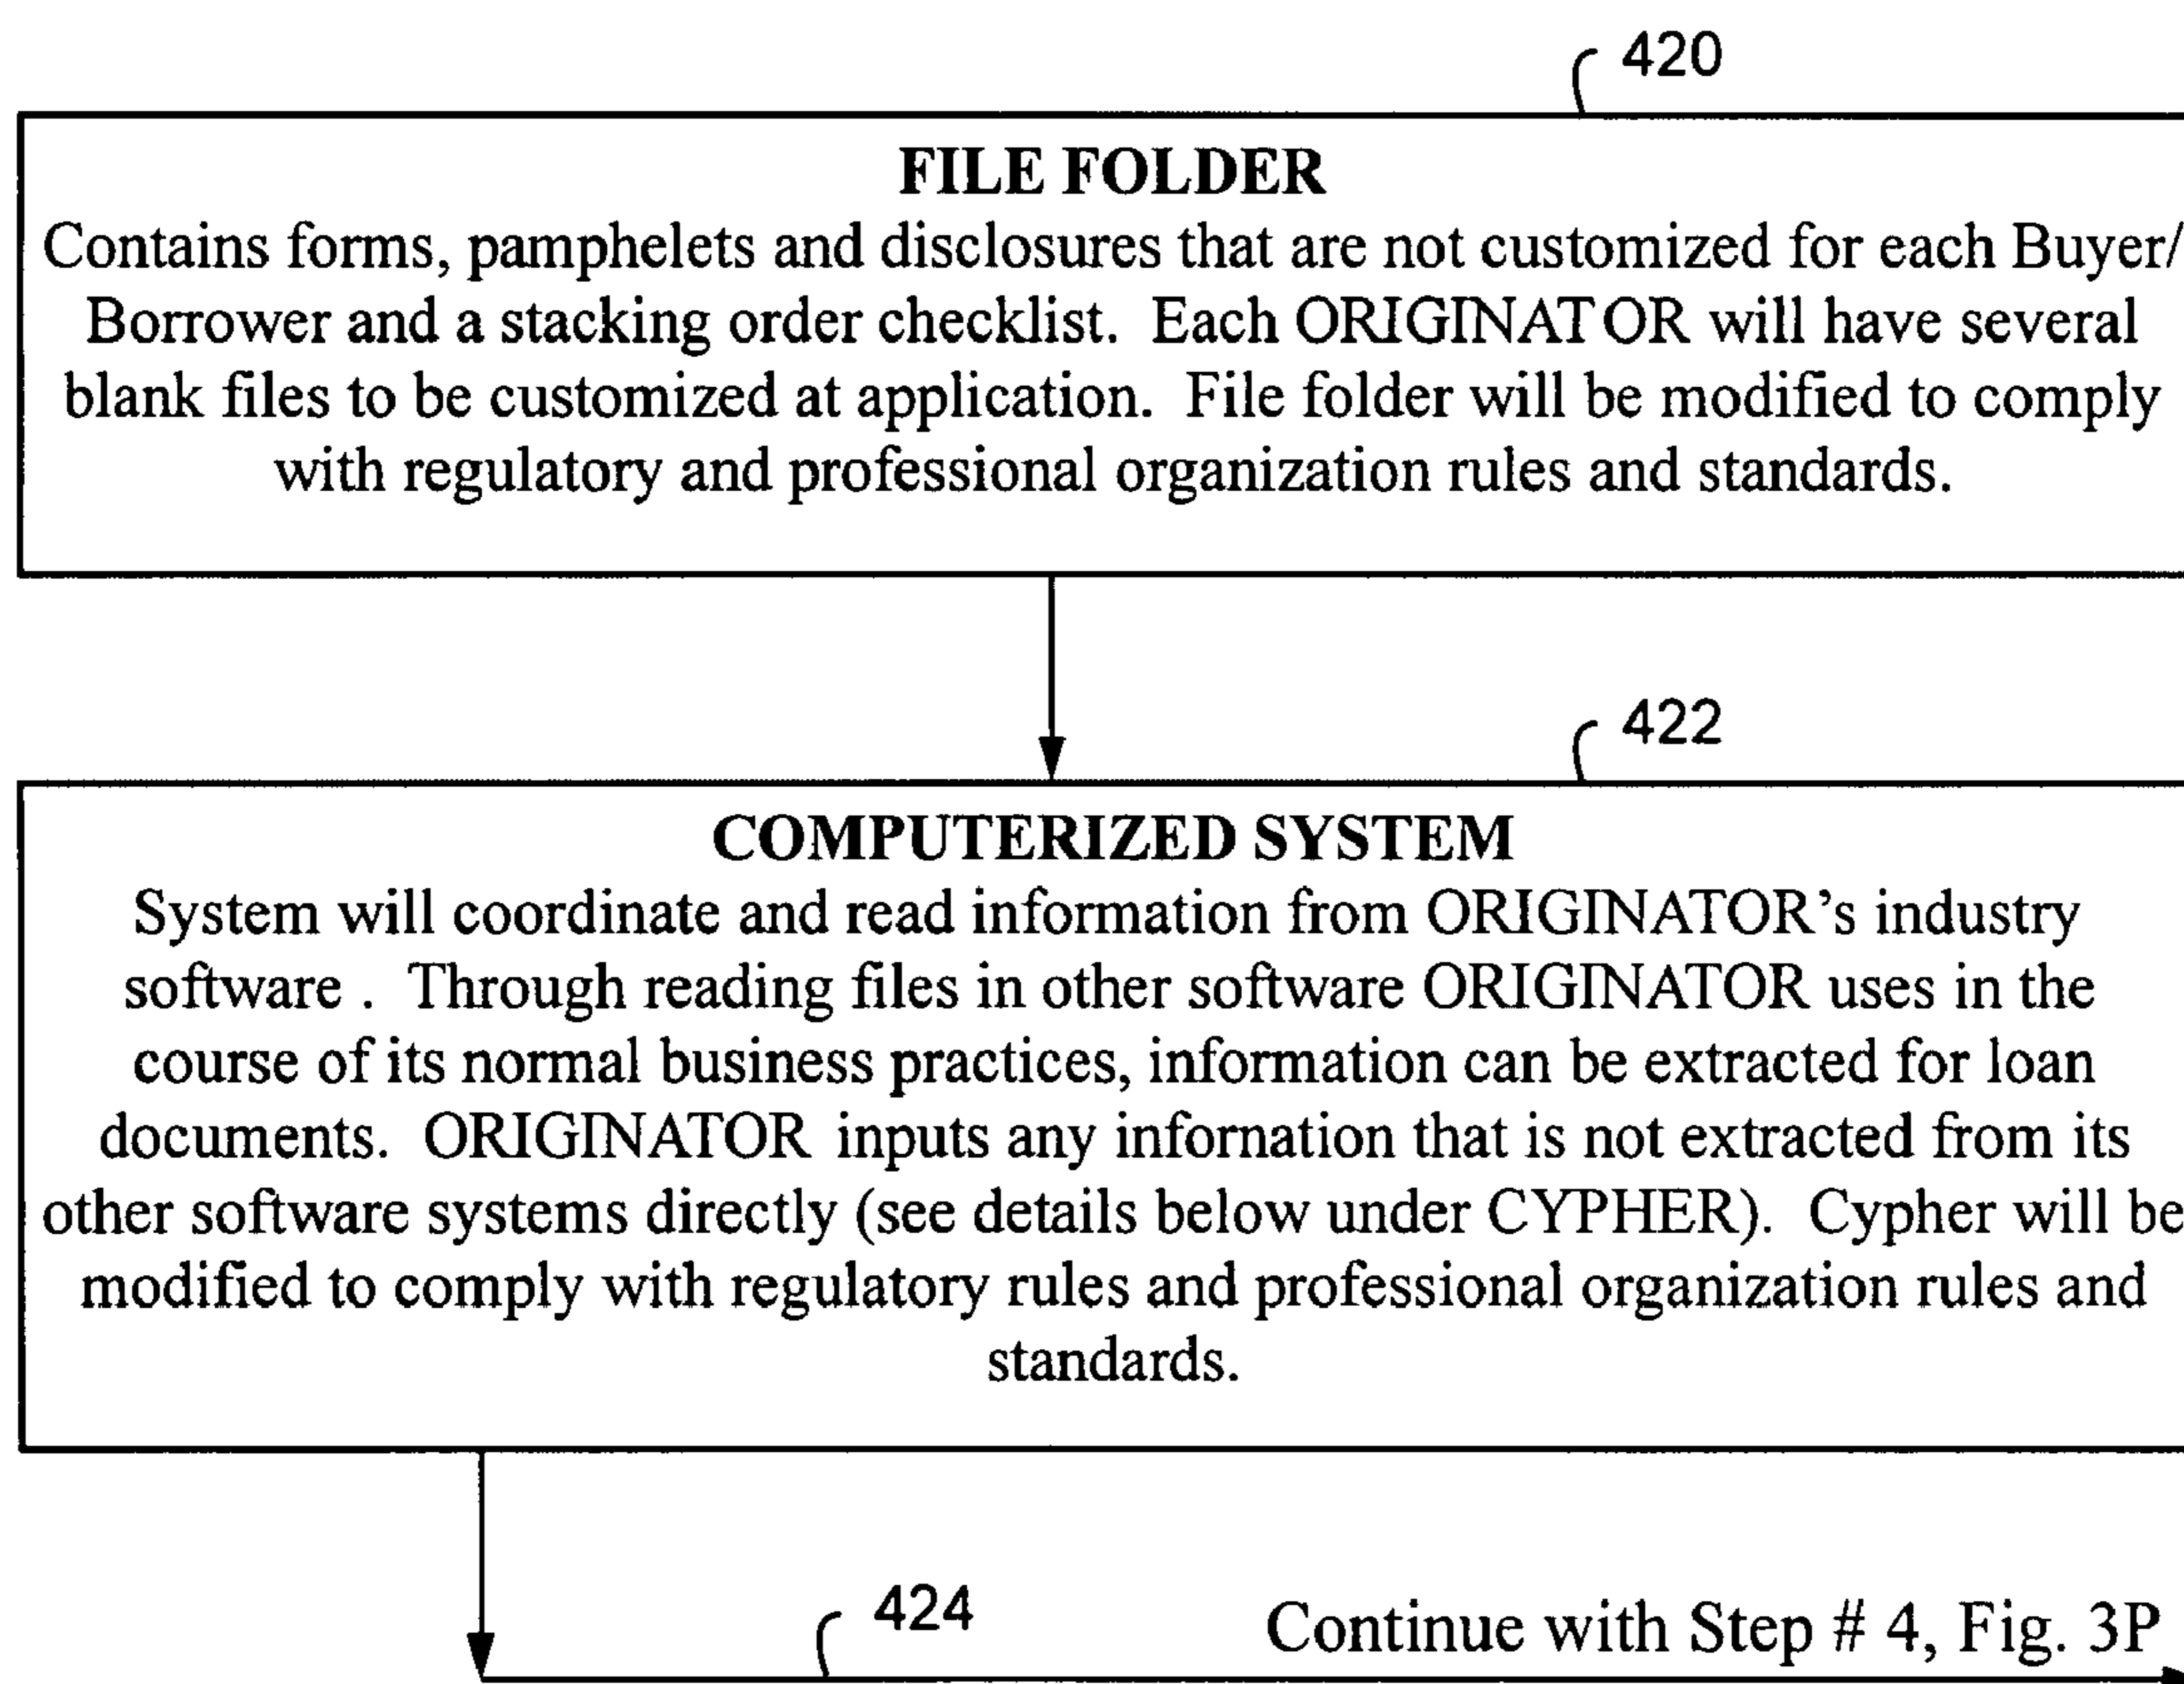 420
FILE FOLDER
Contains forms, pamphelets and disclosures that are not customized for each Buyer/
Borrower and a stacking order checklist. Each ORIGINATOR will have several
blank files to be customized at application. File folder will be modified to comply
with regulatory and professional organization rules and standards.
422
COMPUTERIZED SYSTEM
System will coordinate and read information from ORIGINATOR’s industry
software . Through reading files in other software ORIGINATOR uses in the
course of its normal business practices, information can be extracted for loan
documents. ORIGINATOR inputs any infornation that is not extracted from its
other software systems directly (see details below under CYPHER). Cypher will be
modified to comply with regulatory rules and professional organization rules and
standards.
424
Continue with Step # 4, Fig. 3P